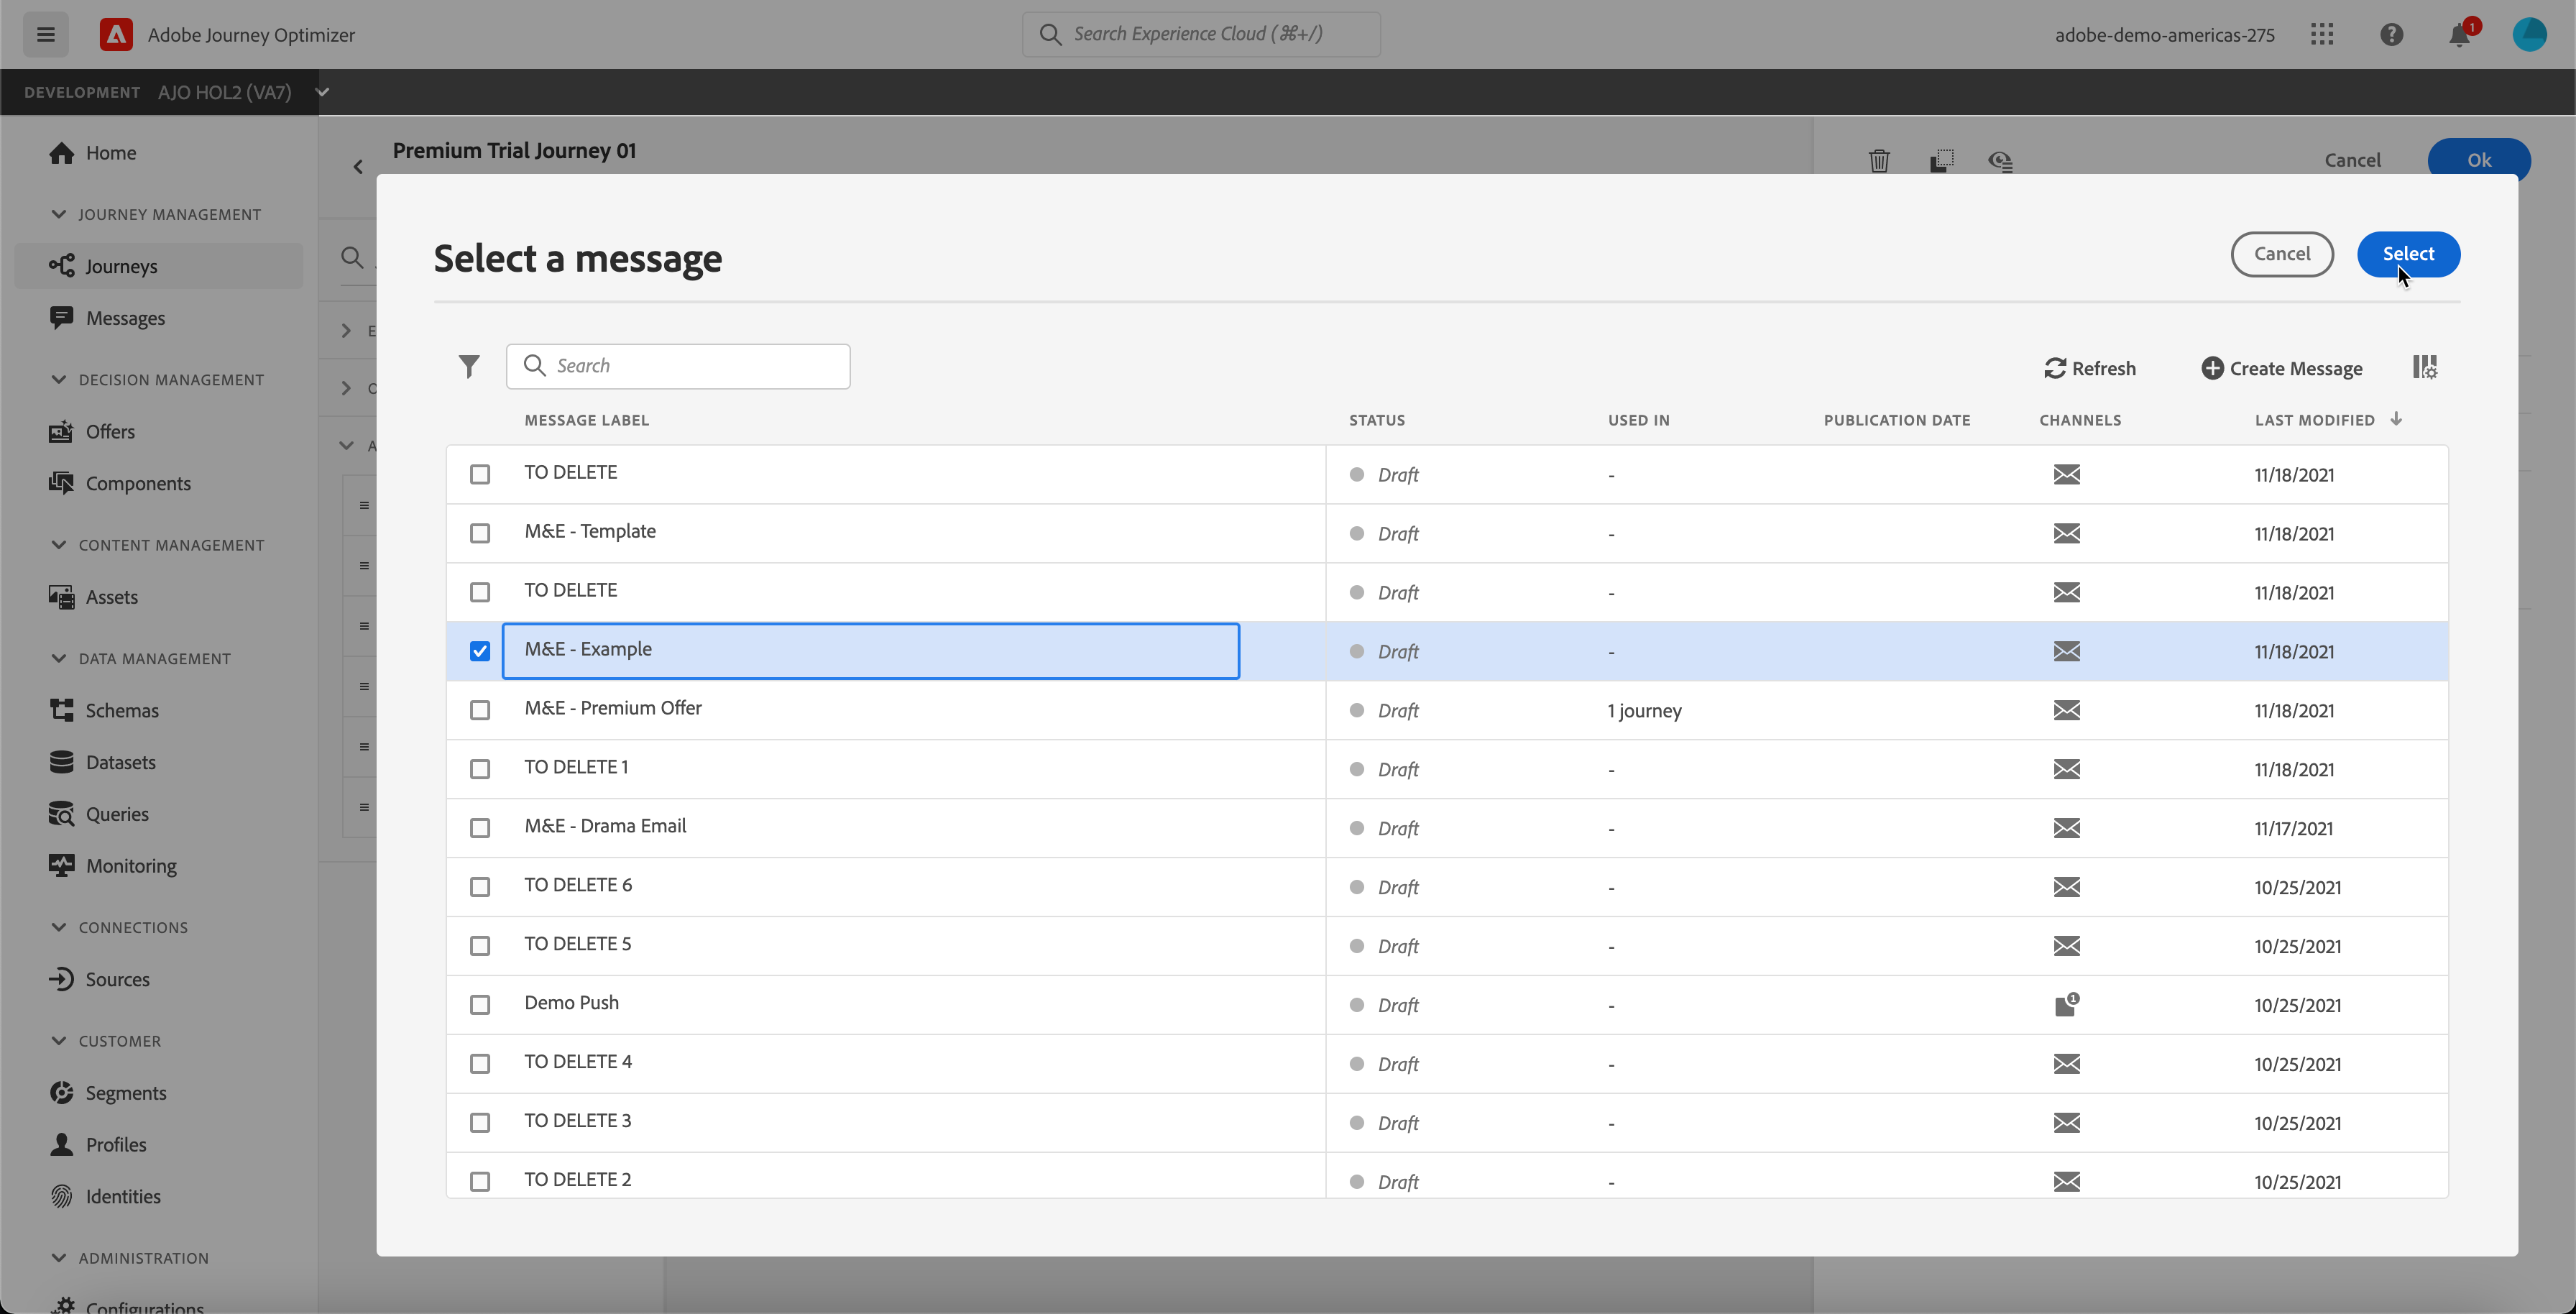 Adobe Journey Optimizer
Search Experience Cloud (⌘+/)
adobe-demo-americas-275
1
DEVELOPMENT AJO HOL2 (VA7)
Home
JOURNEY MANAGEMENT
Journeys
Messages
DECISION MANAGEMENT
Offers
Components
CONTENT MANAGEMENT
Assets
DATA MANAGEMENT
Schemas
Datasets
Queries
Monitoring
CONNECTIONS
Sources
CUSTOMER
Segments
Profiles
Identities
ADMINISTRATION
Configurations
Premium Trial Journey 01
Cancel Ok
Select a message
Cancel Select
Search
Refresh Create Message
MESSAGE LABEL STATUS USED IN PUBLICATION DATE CHANNELS LAST MODIFIED
TO DELETE Draft - 11/18/2021
M&E - Template Draft - 11/18/2021
TO DELETE Draft - 11/18/2021
M&E - Example Draft - 11/18/2021
M&E - Premium Offer Draft 1 journey 11/18/2021
TO DELETE 1 Draft - 11/18/2021
M&E - Drama Email Draft - 11/17/2021
TO DELETE 6 Draft - 10/25/2021
TO DELETE 5 Draft - 10/25/2021
Demo Push Draft - 1 10/25/2021
TO DELETE 4 Draft - 10/25/2021
TO DELETE 3 Draft - 10/25/2021
TO DELETE 2 Draft - 10/25/2021